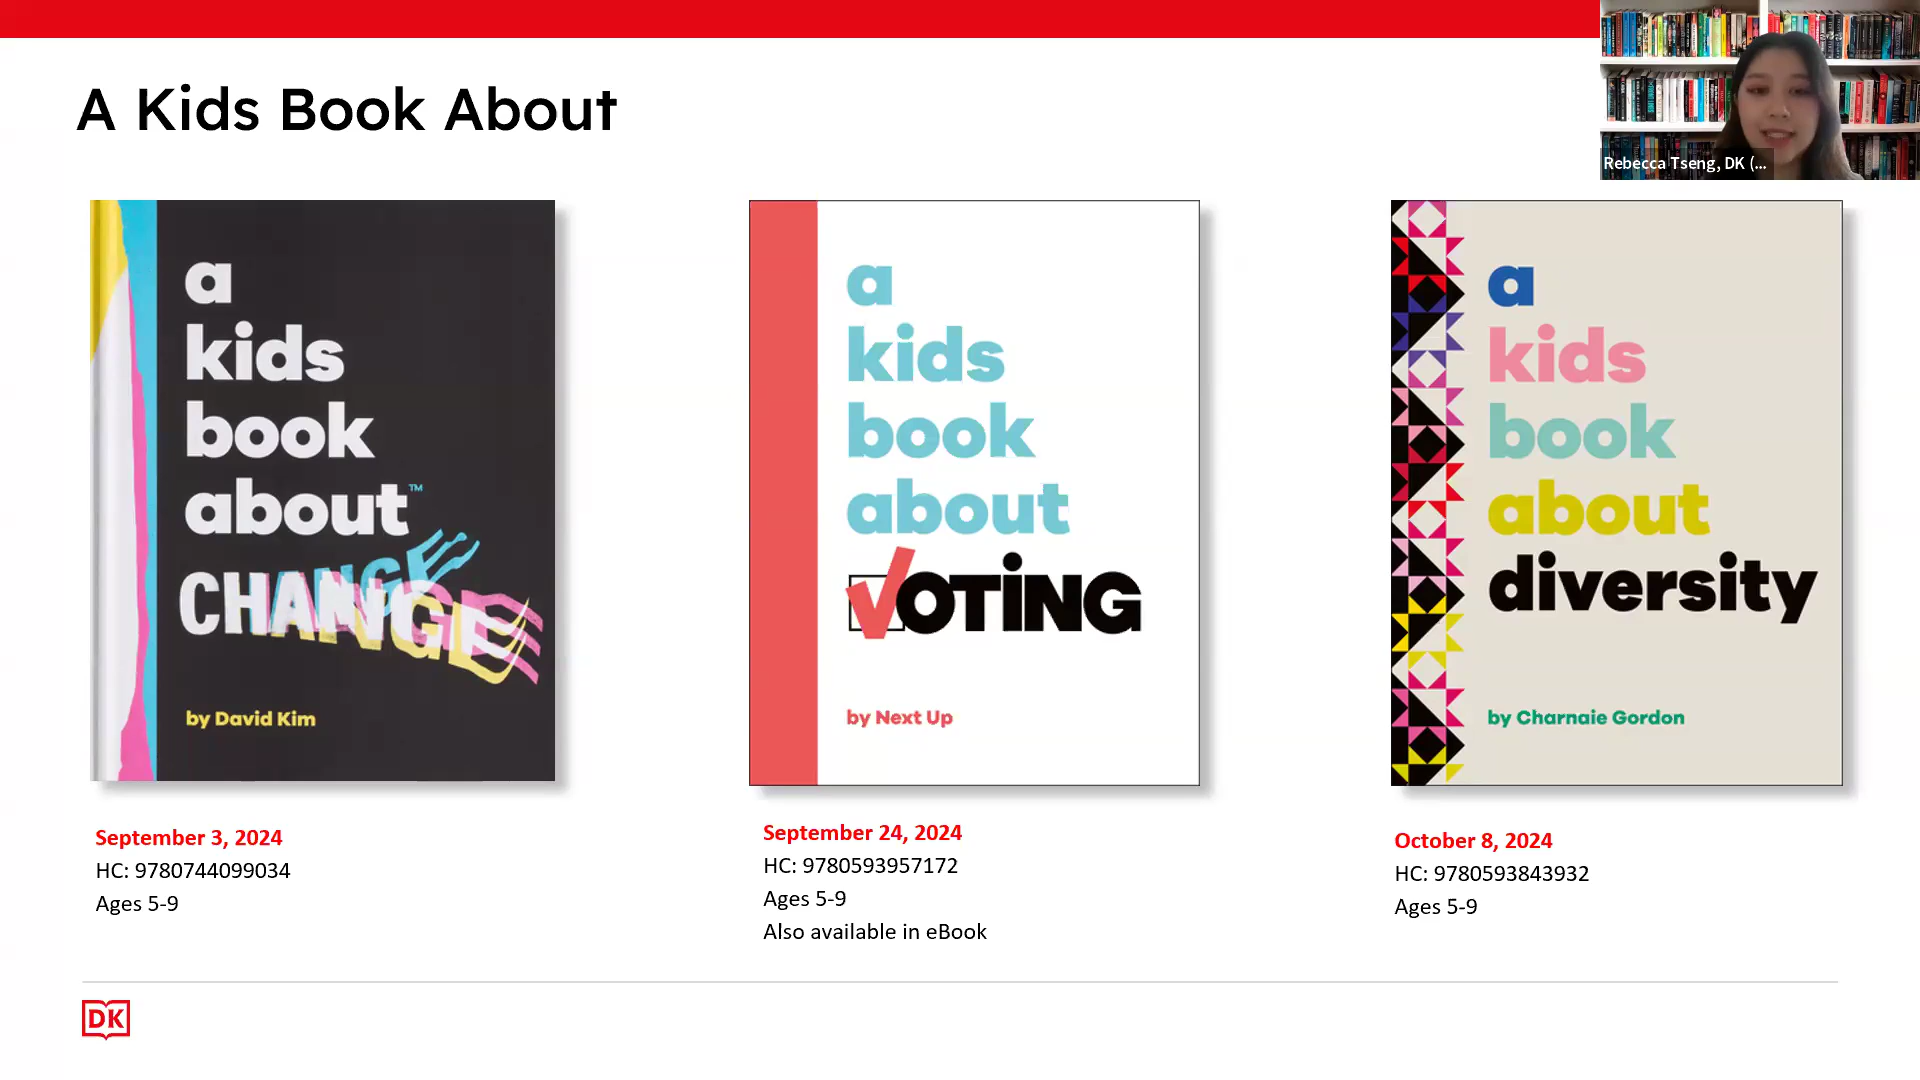 A Kids Book About
Rebecca Tseng, DK (...
a
kids
book
about™
CHANGE
by David Kim
September 3, 2024
HC: 9780744099034
Ages 5-9
a
kids
book
about
VOTiNG
by Next Up
September 24, 2024
HC: 9780593957172
Ages 5-9
Also available in eBook
a
kids
book
about
diversity
by Charnaie Gordon
October 8, 2024
HC: 9780593843932
Ages 5-9
DK